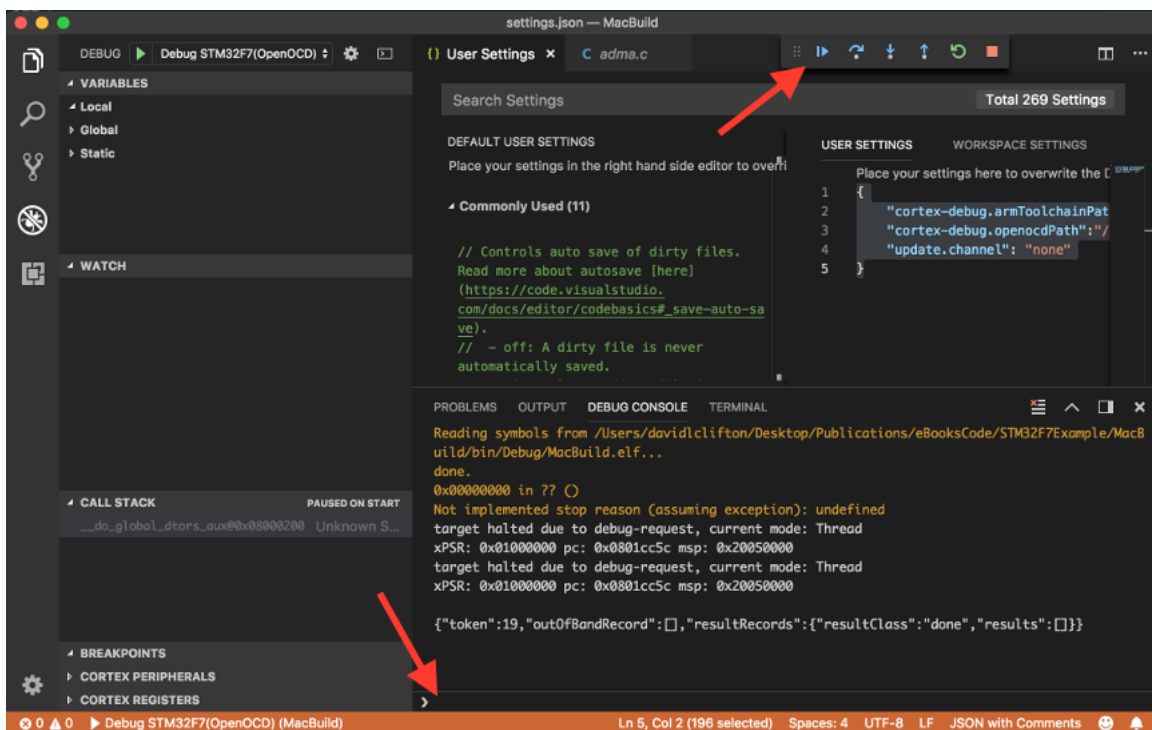 settings.json — MacBuild
DEBUG Debug STM32F7(OpenOCD)
VARIABLES
Local
Global
Static
WATCH
CALL STACK PAUSED ON START
__do_global_dtors_aux@0x08000200 Unknown S...
BREAKPOINTS
CORTEX PERIPHERALS
CORTEX REGISTERS
{} User Settings × C adma.c
Search Settings Total 269 Settings
DEFAULT USER SETTINGS
Place your settings in the right hand side editor to overri
Commonly Used (11)
// Controls auto save of dirty files.
Read more about autosave [here]
(https://code.visualstudio.
com/docs/editor/codebasics#_save-auto-sa
ve).
// – off: A dirty file is never
automatically saved.
USER SETTINGS WORKSPACE SETTINGS
Place your settings here to overwrite the D
1 {
2 "cortex-debug.armToolchainPat
3 "cortex-debug.openocdPath":"/
4 "update.channel": "none"
5 }
PROBLEMS OUTPUT DEBUG CONSOLE TERMINAL
Reading symbols from /Users/davidlclifton/Desktop/Publications/eBooksCode/STM32F7Example/MacB
uild/bin/Debug/MacBuild.elf...
done.
0x00000000 in ?? ()
Not implemented stop reason (assuming exception): undefined
target halted due to debug-request, current mode: Thread
xPSR: 0x01000000 pc: 0x0801cc5c msp: 0x20050000
target halted due to debug-request, current mode: Thread
xPSR: 0x01000000 pc: 0x0801cc5c msp: 0x20050000
{"token":19,"outOfBandRecord":[],"resultRecords":{"resultClass":"done","results":[]}}
❯
0 0 Debug STM32F7(OpenOCD) (MacBuild) Ln 5, Col 2 (196 selected) Spaces: 4 UTF-8 LF JSON with Comments